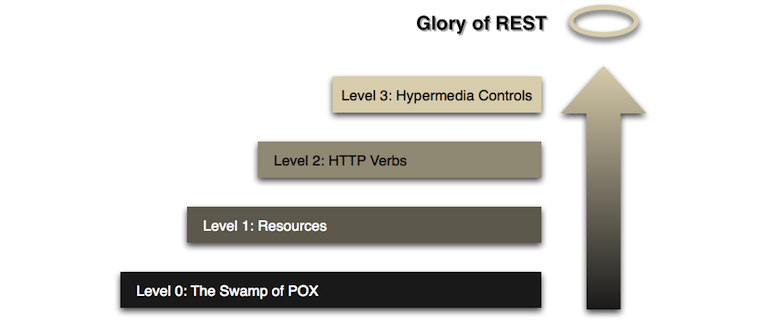 Glory of REST
Level 3: Hypermedia Controls
Level 2: HTTP Verbs
Level 1: Resources
Level 0: The Swamp of POX